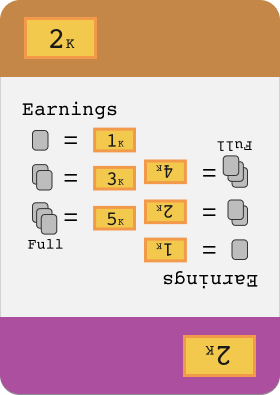 2K
Earnings
= 1K
= 3K
= 5K
Full
Earnings
= 1K
= 2K
= 4K
Full
2K